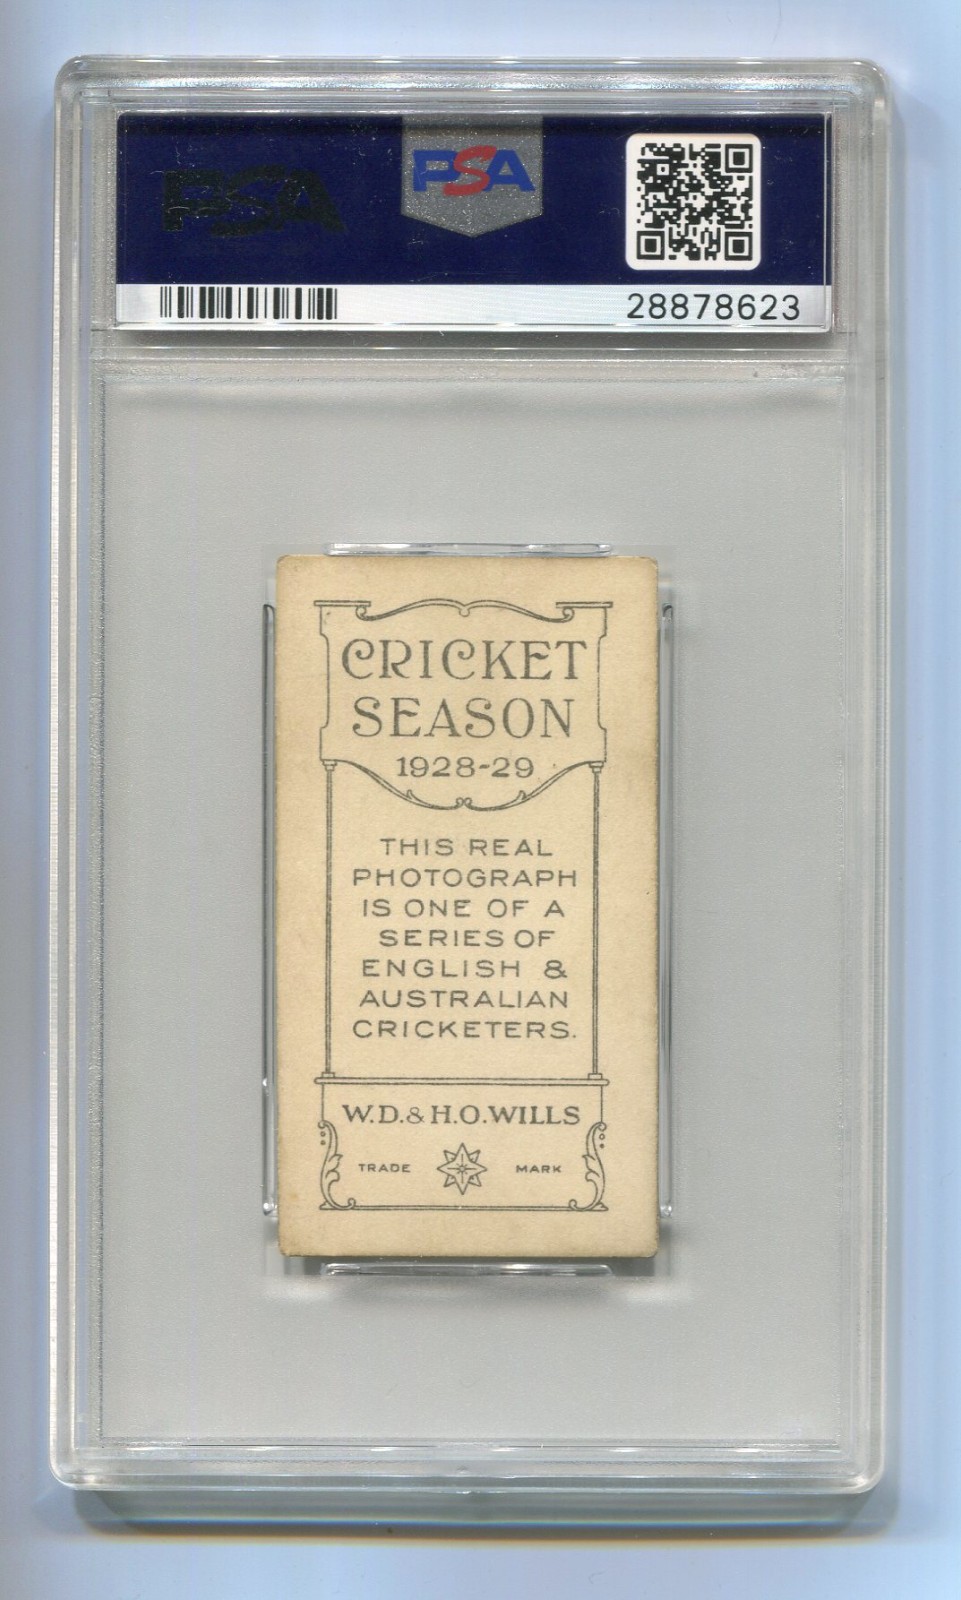 PSA
PSA
28878623
CRICKET
SEASON
1928-29
THIS REAL
PHOTOGRAPH
IS ONE OF A
SERIES OF
ENGLISH &
AUSTRALIAN
CRICKETERS.
W.D. & H.O. WILLS
TRADE MARK